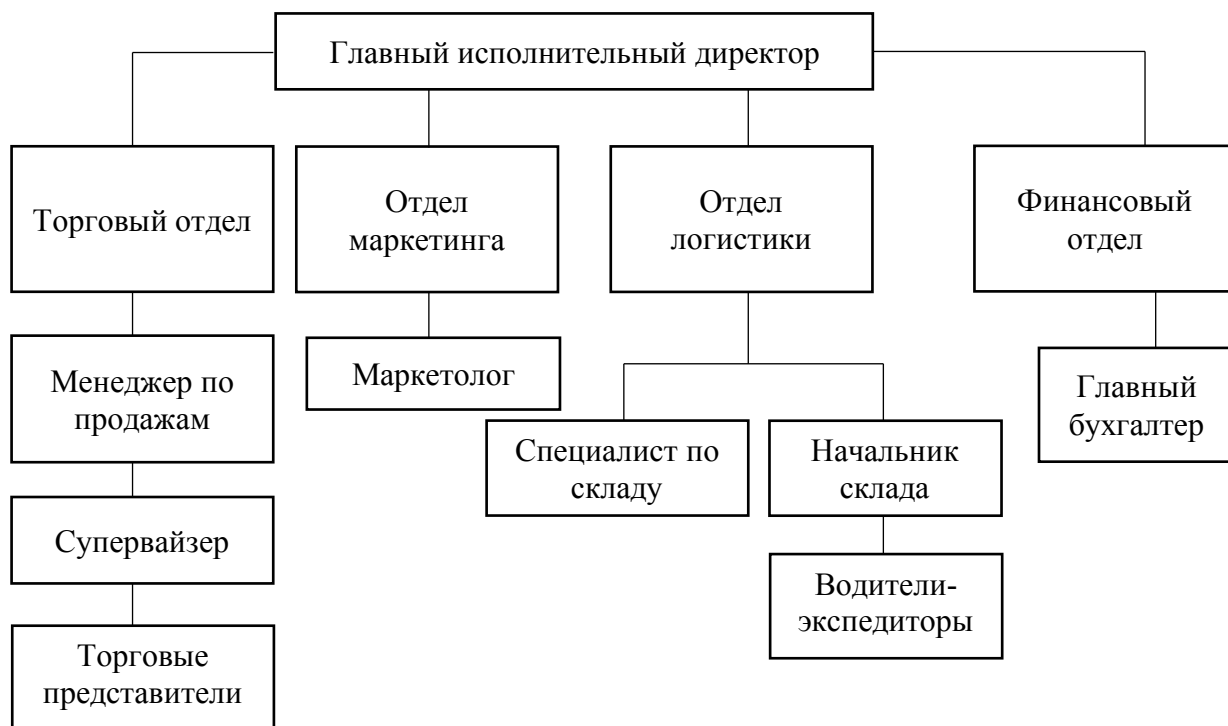 Главный исполнительный директор
Торговый отдел
Отдел
маркетинга
Отдел
логистики
Финансовый
отдел
Менеджер по
продажам
Маркетолог
Главный
бухгалтер
Специалист по
складу
Начальник
склада
Супервайзер
Водители-
экспедиторы
Торговые
представители